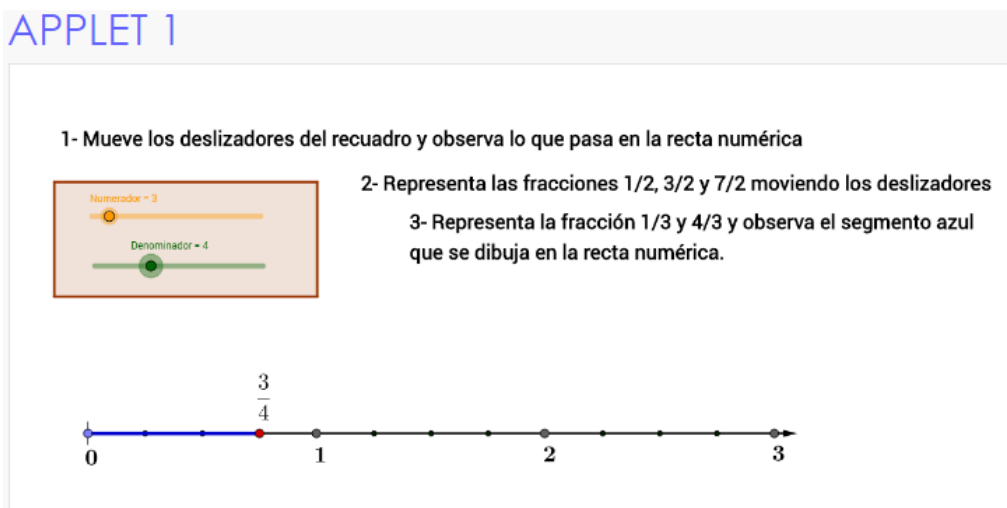 APPLET 1
1- Mueve los deslizadores del recuadro y observa lo que pasa en la recta numérica
2- Representa las fracciones 1/2, 3/2 y 7/2 moviendo los deslizadores
3- Representa la fracción 1/3 y 4/3 y observa el segmento azul
que se dibuja en la recta numérica.
Numerador = 3
Denominador = 4
3
4
0 1 2 3